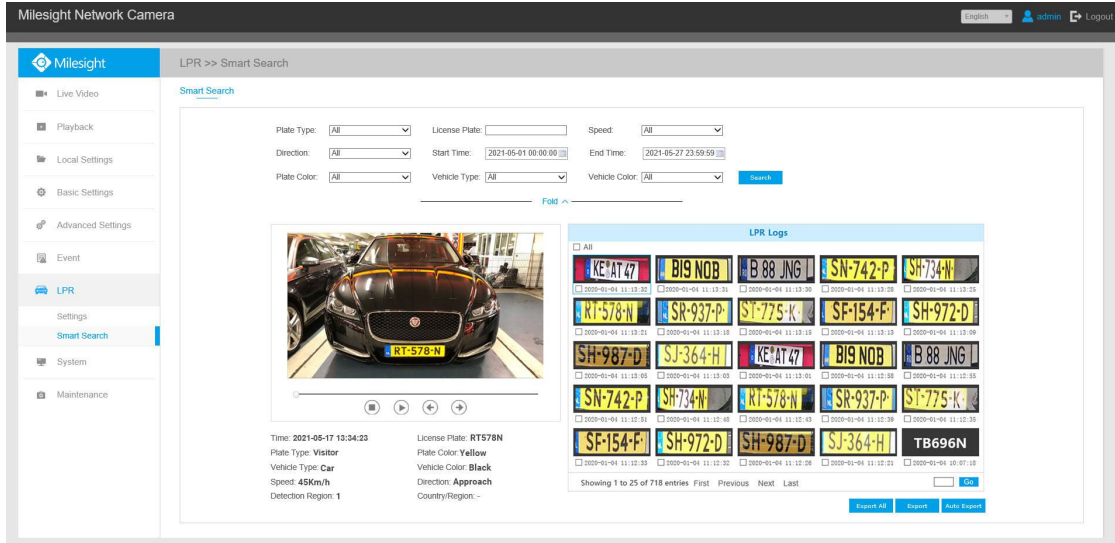 Milesight Network Camera
English admin Logout
Milesight
LPR >> Smart Search
Live Video
Playback
Local Settings
Basic Settings
Advanced Settings
Event
LPR
Settings
Smart Search
System
Maintenance
Smart Search
Plate Type: All License Plate: Speed: All
Direction: All Start Time: 2021-05-01 00:00:00 End Time: 2021-05-27 23:59:59
Plate Color: All Vehicle Type: All Vehicle Color: All Search
Fold
RT-578-N
Time: 2021-05-17 13:34:23 License Plate: RT578N
Plate Type: Visitor Plate Color: Yellow
Vehicle Type: Car Vehicle Color: Black
Speed: 45Km/h Direction: Approach
Detection Region: 1 Country/Region: -
LPR Logs
All
KE AT 47 BI9 NOB B 88 JNG SN-742-P SH-734-N
2020-01-04 11:13:32 2020-01-04 11:13:31 2020-01-04 11:13:30 2020-01-04 11:13:28 2020-01-04 11:13:25
RT-578-N SR-937-P ST-775-K SF-154-F SH-972-D
2020-01-04 11:13:21 2020-01-04 11:13:18 2020-01-04 11:13:15 2020-01-04 11:13:13 2020-01-04 11:13:09
SH-987-D SJ-364-H KE AT 47 BI9 NOB B 88 JNG
2020-01-04 11:13:05 2020-01-04 11:13:03 2020-01-04 11:13:01 2020-01-04 11:12:58 2020-01-04 11:12:55
SN-742-P SH-734-N RT-578-N SR-937-P ST-775-K
2020-01-04 11:12:51 2020-01-04 11:12:48 2020-01-04 11:12:43 2020-01-04 11:12:39 2020-01-04 11:12:35
SF-154-F SH-972-D SH-987-D SJ-364-H TB696N
2020-01-04 11:12:33 2020-01-04 11:12:32 2020-01-04 11:12:26 2020-01-04 11:12:21 2020-01-04 10:07:18
Showing 1 to 25 of 718 entries First Previous Next Last Go
Export All Export Auto Export